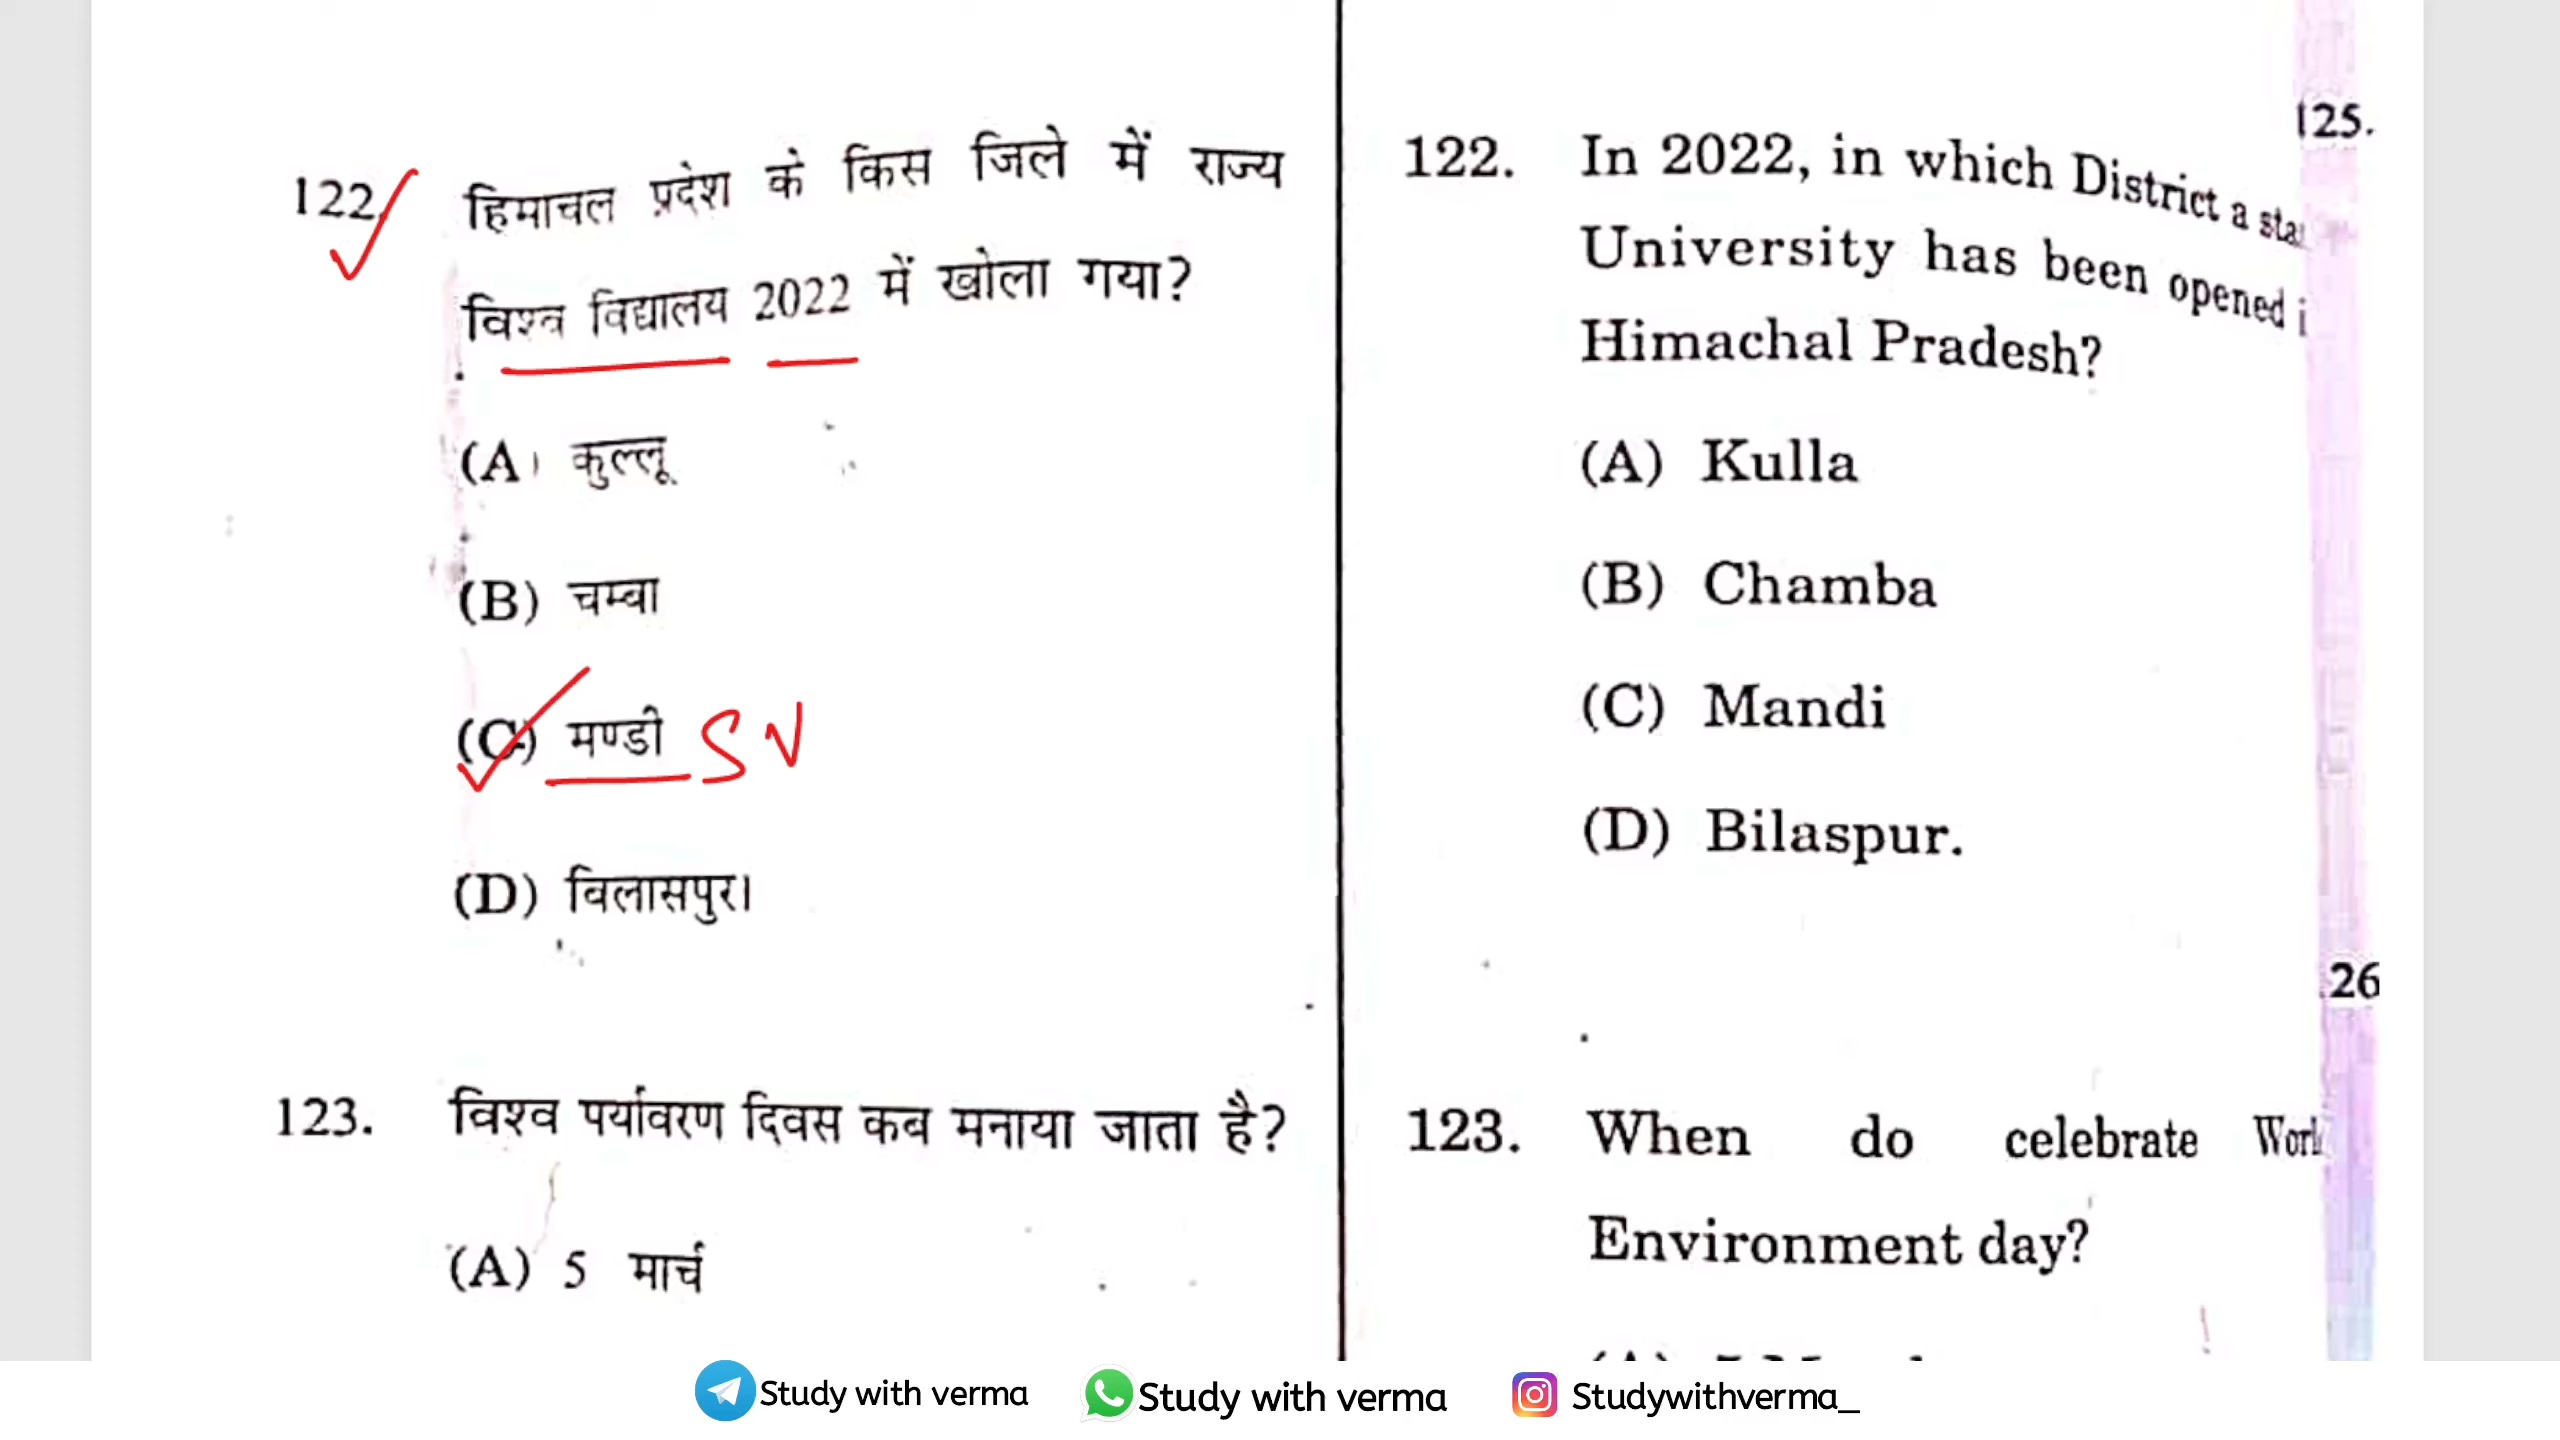 122.
हिमाचल प्रदेश के किस जिले में राज्य
विश्व विद्यालय 2022 में खोला गया?
(A) कुल्लू
(B) चम्बा
(C) मण्डी SV
(D) विलासपुर।
123. विश्व पर्यावरण दिवस कब मनाया जाता है?
(A) 5 मार्च
122. In 2022, in which District a
University has been opened
Himachal Pradesh?
(A) Kulla
(B) Chamba
(C) Mandi
(D) Bilaspur.
123. When do celebrate
Environment day?
125.
26
Study with verma
Study with verma
Studywithverma_